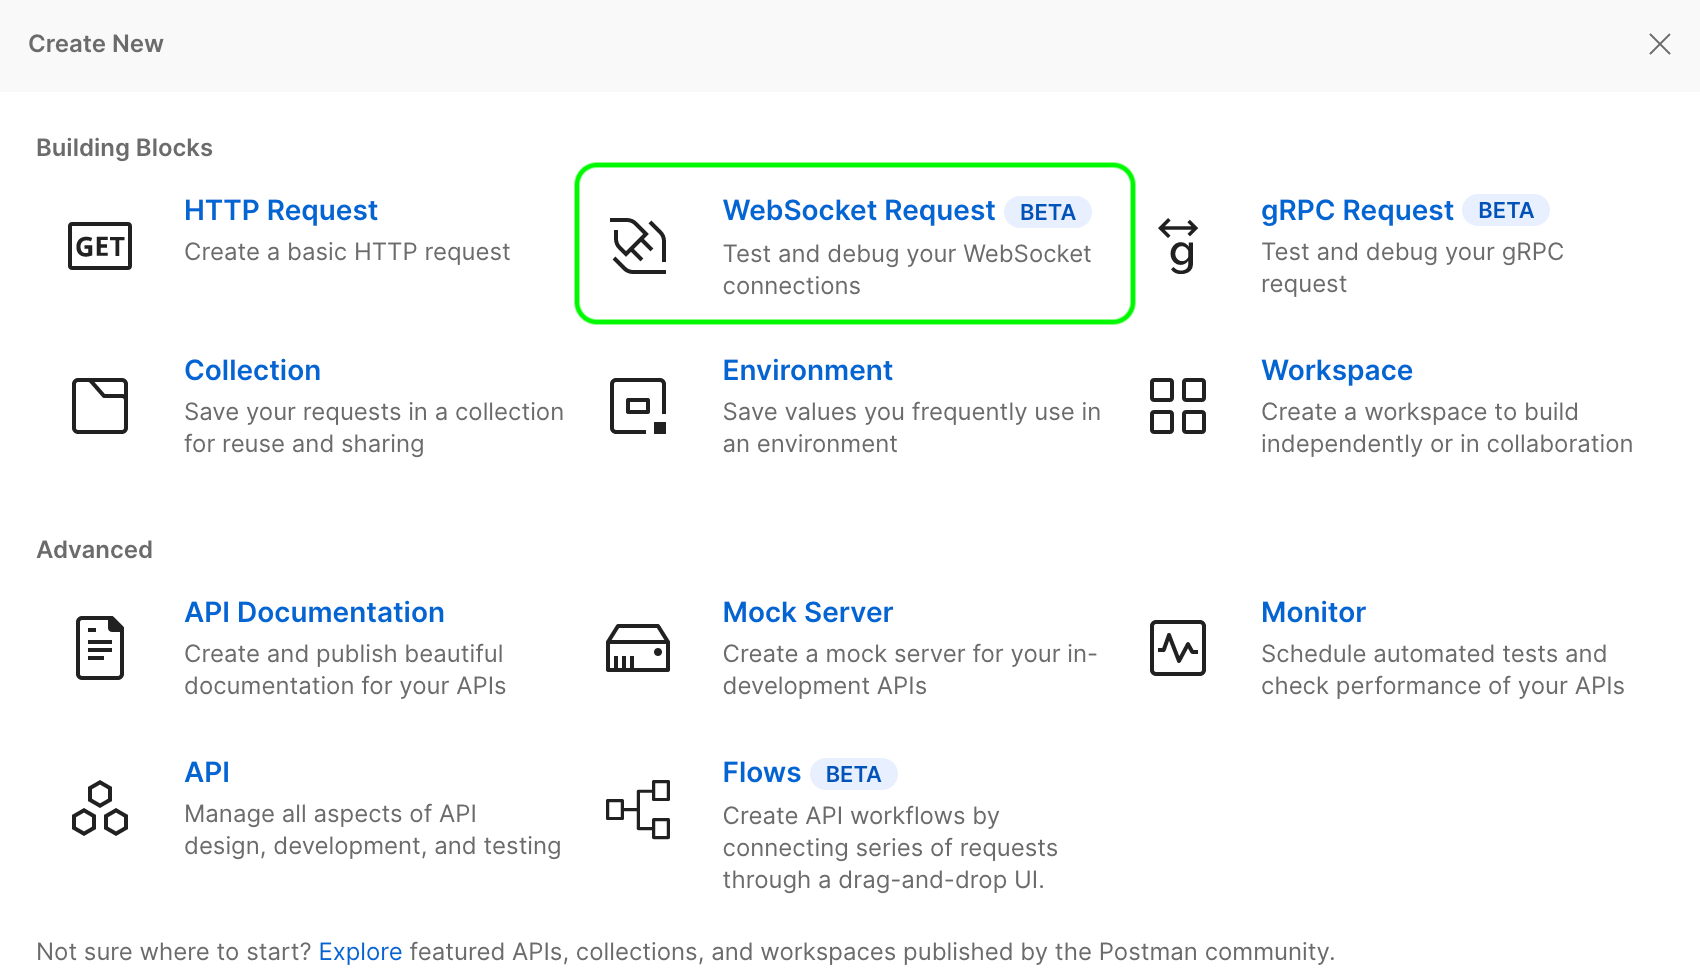 Create New
Building Blocks
GET
HTTP Request
Create a basic HTTP request
WebSocket Request BETA
Test and debug your WebSocket
connections
g
gRPC Request BETA
Test and debug your gRPC
request
Collection
Save your requests in a collection
for reuse and sharing
Environment
Save values you frequently use in
an environment
Workspace
Create a workspace to build
independently or in collaboration
Advanced
API Documentation
Create and publish beautiful
documentation for your APIs
Mock Server
Create a mock server for your in-
development APIs
Monitor
Schedule automated tests and
check performance of your APIs
API
Manage all aspects of API
design, development, and testing
Flows BETA
Create API workflows by
connecting series of requests
through a drag-and-drop UI.
Not sure where to start? Explore featured APIs, collections, and workspaces published by the Postman community.